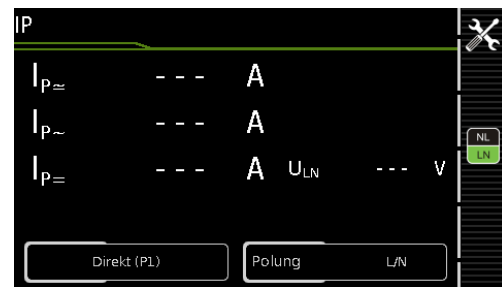 IP
IP≃ --- A
IP~ --- A
IP= --- A ULN --- V
NL
LN
Direkt (P1)
Polung L/N